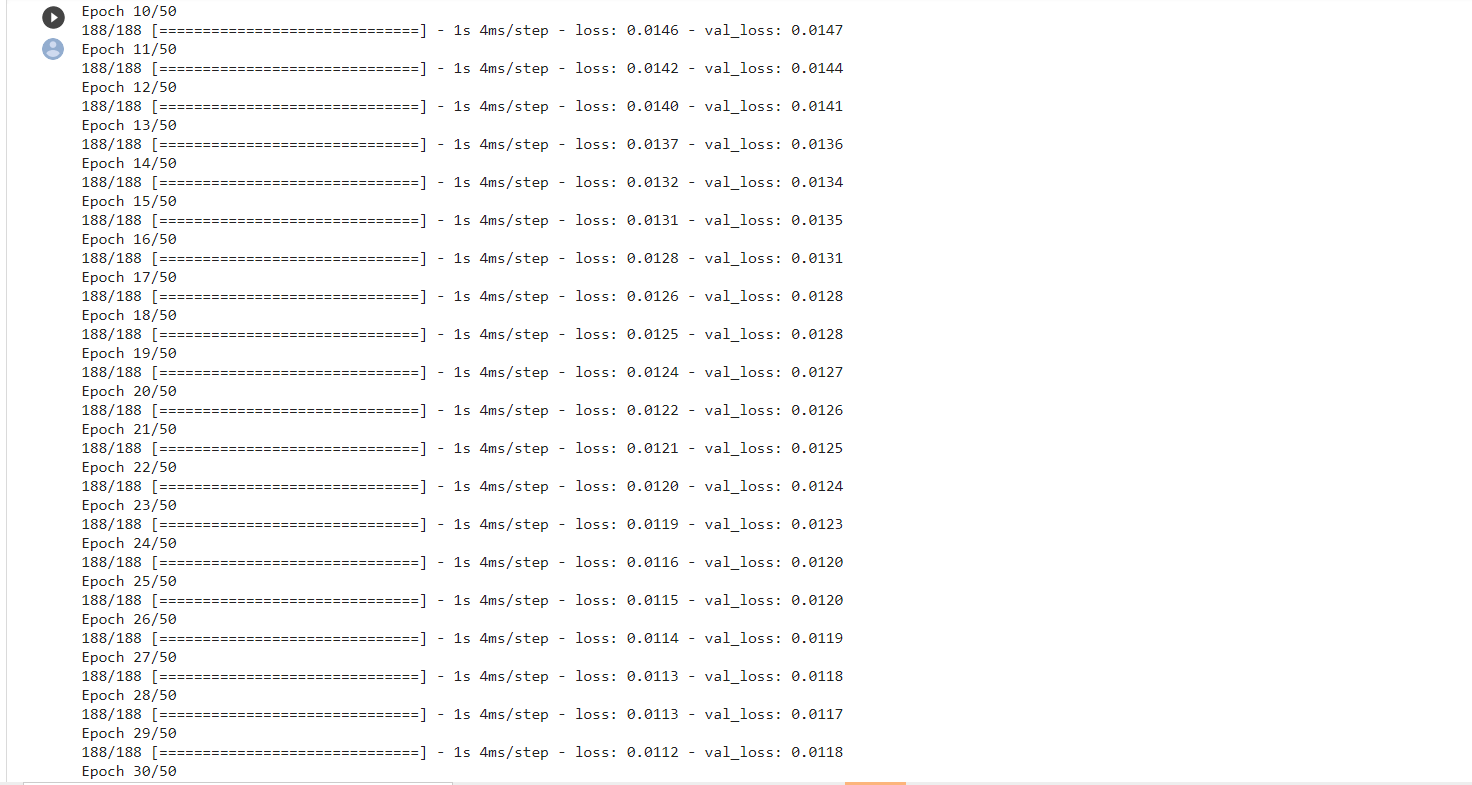 Epoch 10/50
188/188 [==============================] - 1s 4ms/step - loss: 0.0146 - val_loss: 0.0147
Epoch 11/50
188/188 [==============================] - 1s 4ms/step - loss: 0.0142 - val_loss: 0.0144
Epoch 12/50
188/188 [==============================] - 1s 4ms/step - loss: 0.0140 - val_loss: 0.0141
Epoch 13/50
188/188 [==============================] - 1s 4ms/step - loss: 0.0137 - val_loss: 0.0136
Epoch 14/50
188/188 [==============================] - 1s 4ms/step - loss: 0.0132 - val_loss: 0.0134
Epoch 15/50
188/188 [==============================] - 1s 4ms/step - loss: 0.0131 - val_loss: 0.0135
Epoch 16/50
188/188 [==============================] - 1s 4ms/step - loss: 0.0128 - val_loss: 0.0131
Epoch 17/50
188/188 [==============================] - 1s 4ms/step - loss: 0.0126 - val_loss: 0.0128
Epoch 18/50
188/188 [==============================] - 1s 4ms/step - loss: 0.0125 - val_loss: 0.0128
Epoch 19/50
188/188 [==============================] - 1s 4ms/step - loss: 0.0124 - val_loss: 0.0127
Epoch 20/50
188/188 [==============================] - 1s 4ms/step - loss: 0.0122 - val_loss: 0.0126
Epoch 21/50
188/188 [==============================] - 1s 4ms/step - loss: 0.0121 - val_loss: 0.0125
Epoch 22/50
188/188 [==============================] - 1s 4ms/step - loss: 0.0120 - val_loss: 0.0124
Epoch 23/50
188/188 [==============================] - 1s 4ms/step - loss: 0.0119 - val_loss: 0.0123
Epoch 24/50
188/188 [==============================] - 1s 4ms/step - loss: 0.0116 - val_loss: 0.0120
Epoch 25/50
188/188 [==============================] - 1s 4ms/step - loss: 0.0115 - val_loss: 0.0120
Epoch 26/50
188/188 [==============================] - 1s 4ms/step - loss: 0.0114 - val_loss: 0.0119
Epoch 27/50
188/188 [==============================] - 1s 4ms/step - loss: 0.0113 - val_loss: 0.0118
Epoch 28/50
188/188 [==============================] - 1s 4ms/step - loss: 0.0113 - val_loss: 0.0117
Epoch 29/50
188/188 [==============================] - 1s 4ms/step - loss: 0.0112 - val_loss: 0.0118
Epoch 30/50